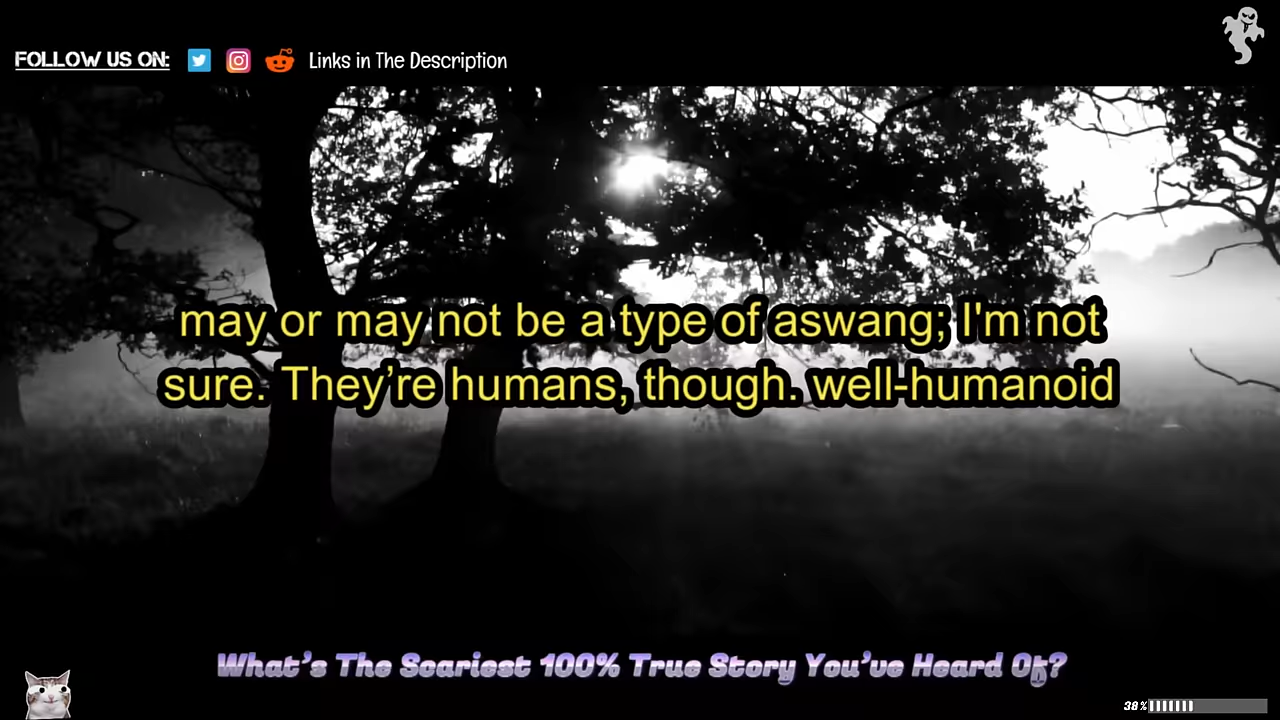 FOLLOW US ON: Links in The Description
may or may not be a type of aswang; I'm not
sure. They’re humans, though. well-humanoid
What's The Scariest 100% True Story You've Heard Of?
38%